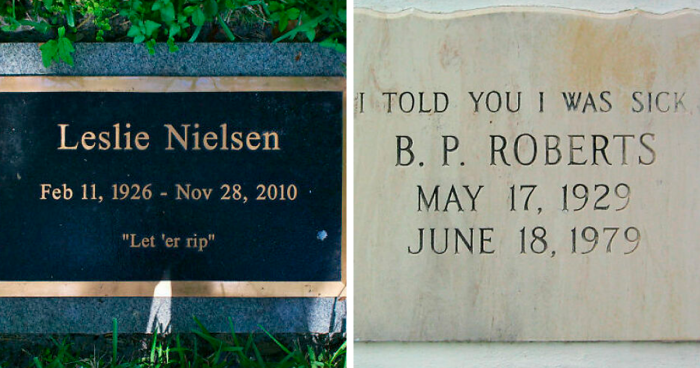 Leslie Nielsen
Feb 11, 1926 - Nov 28, 2010
"Let 'er rip"
I TOLD YOU I WAS SICK
B. P. ROBERTS
MAY 17, 1929
JUNE 18, 1979